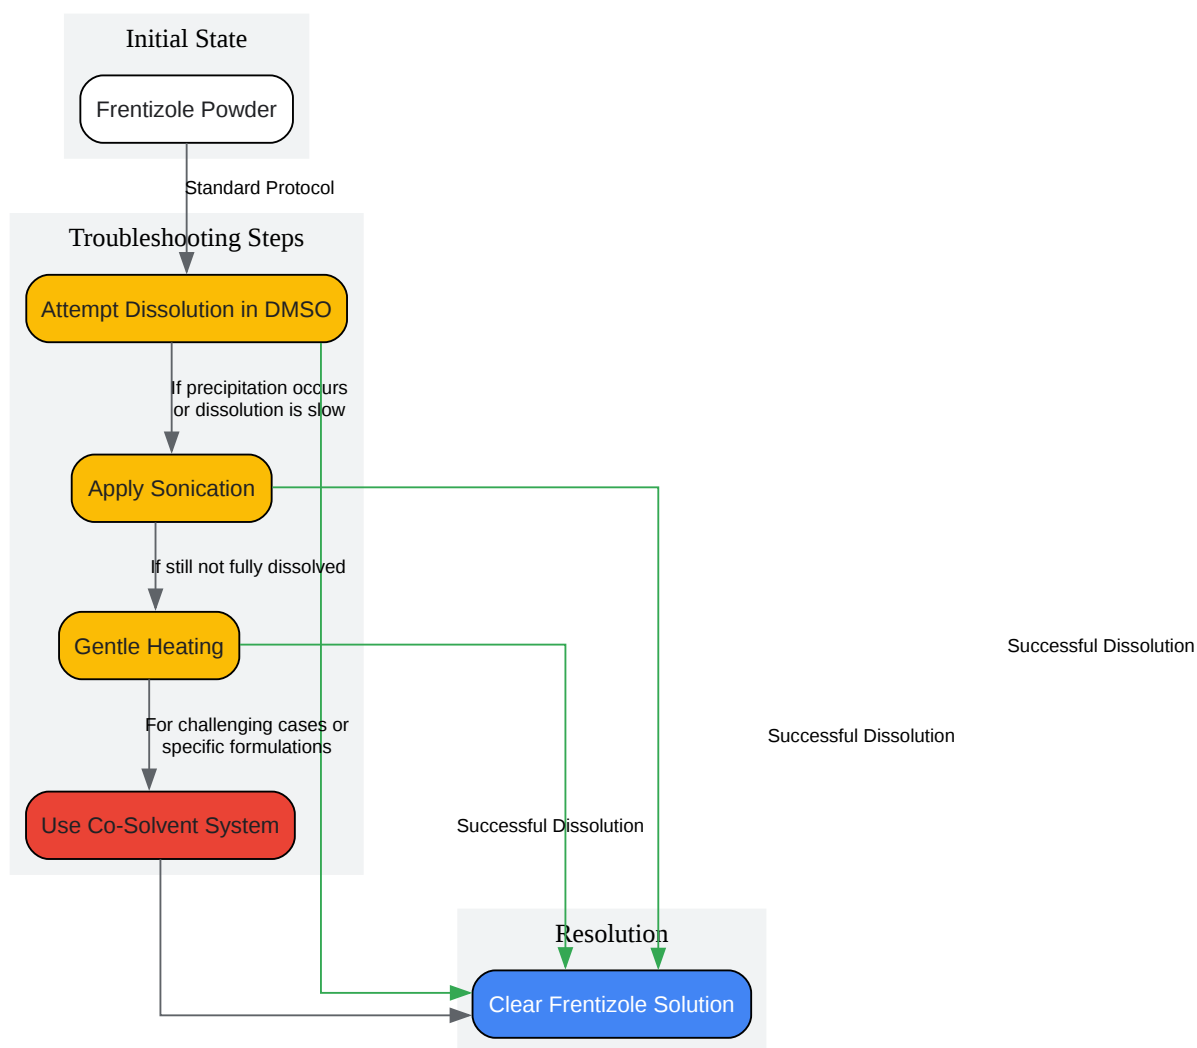 Initial State
Frentizole Powder
Standard Protocol
Troubleshooting Steps
Attempt Dissolution in DMSO
If precipitation occurs
or dissolution is slow
Apply Sonication
If still not fully dissolved
Gentle Heating
Successful Dissolution
For challenging cases or
specific formulations
Successful Dissolution
Use Co-Solvent System
Successful Dissolution
Resolution
Clear Frentizole Solution